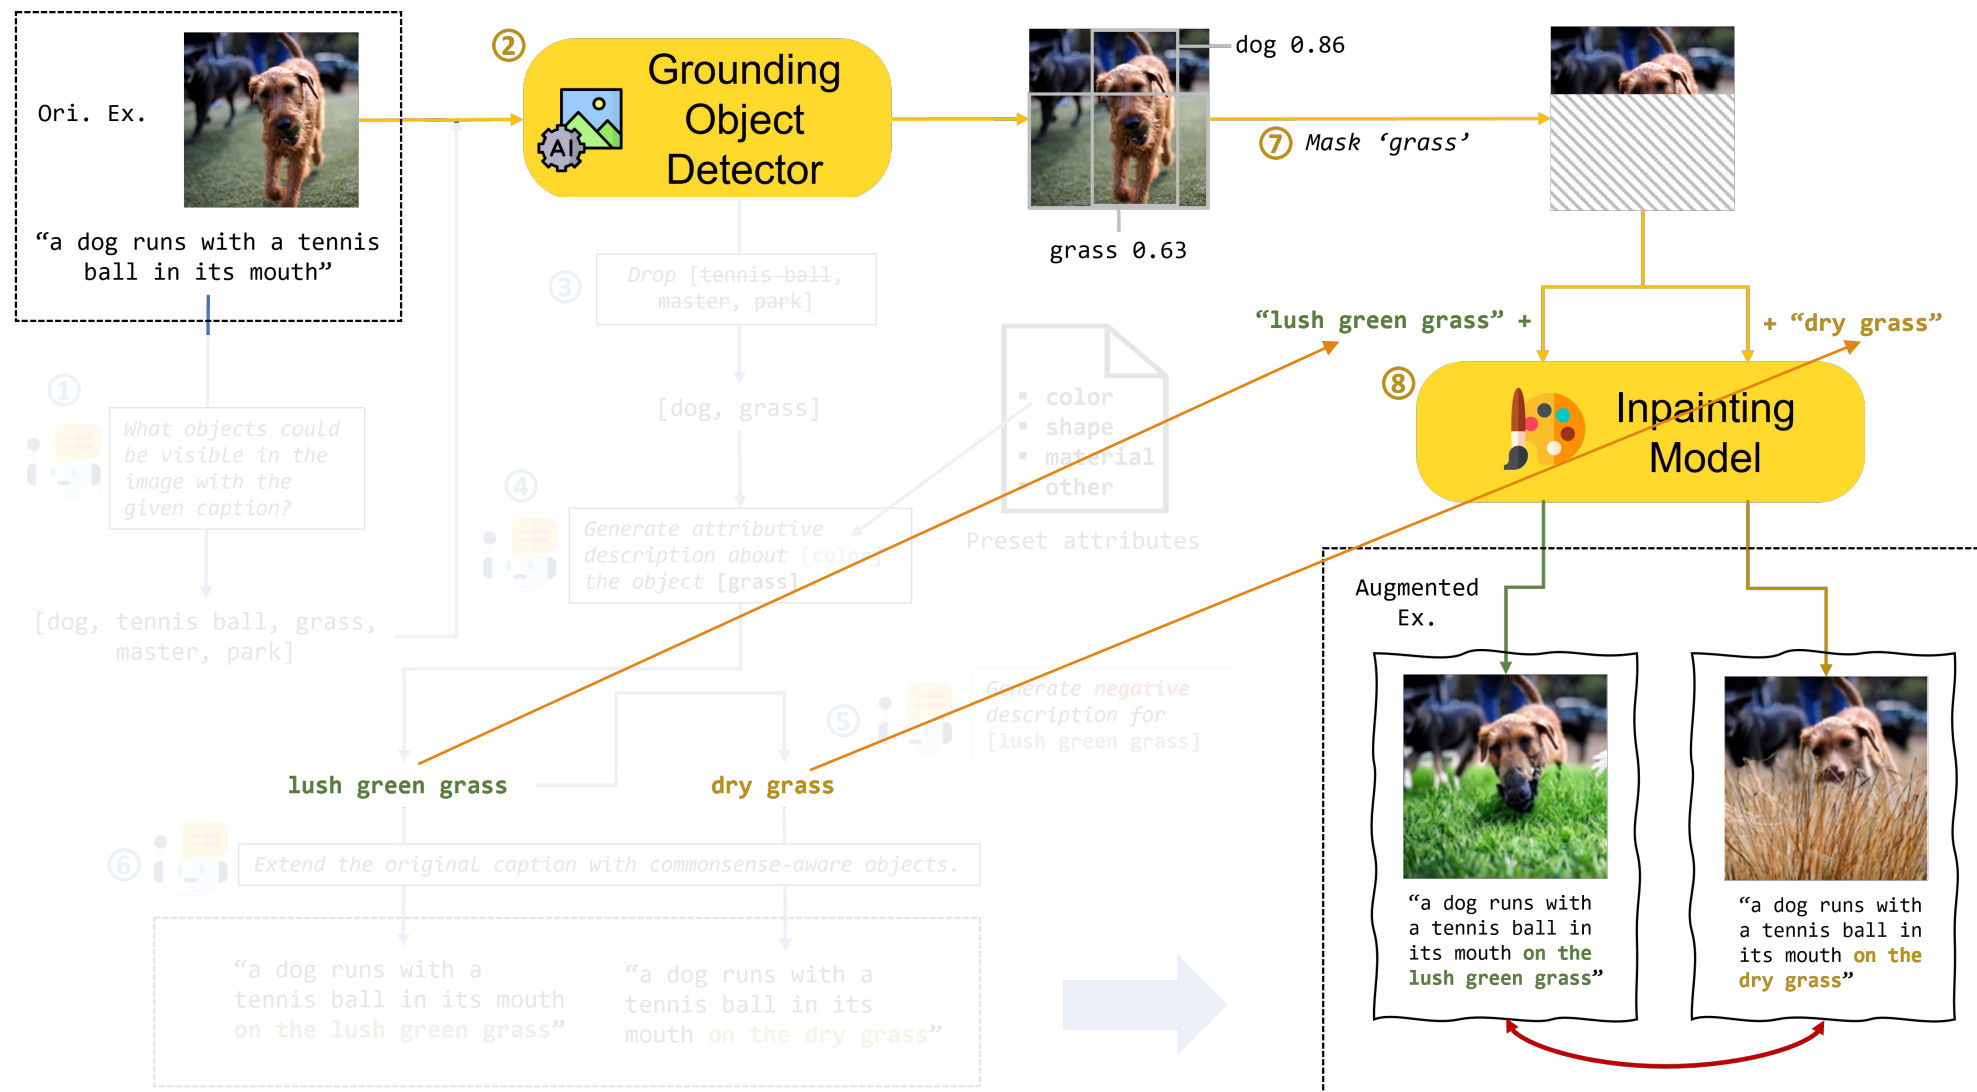 Ori. Ex.
“a dog runs with a tennis
ball in its mouth”
②
Grounding
Object
Detector
AI
dog 0.86
grass 0.63
⑦ Mask ‘grass’
③
Drop [tennis ball,
master, park]
[dog, grass]
①
What objects could
be visible in the
image with the
given caption?
[dog, tennis ball, grass,
master, park]
④
Generate attributive
description about [color]
the object [grass]
▪ color
▪ shape
▪ material
▪ other
Preset attributes
“lush green grass” +
+ “dry grass”
⑧
Inpainting
Model
⑤
Generate negative
description for
[lush green grass]
lush green grass
dry grass
⑥
Extend the original caption with commonsense-aware objects.
“a dog runs with a
tennis ball in its mouth
on the lush green grass”
“a dog runs with a
tennis ball in its
mouth on the dry grass”
Augmented
Ex.
“a dog runs with
a tennis ball in
its mouth on the
lush green grass”
“a dog runs with
a tennis ball in
its mouth on the
dry grass”